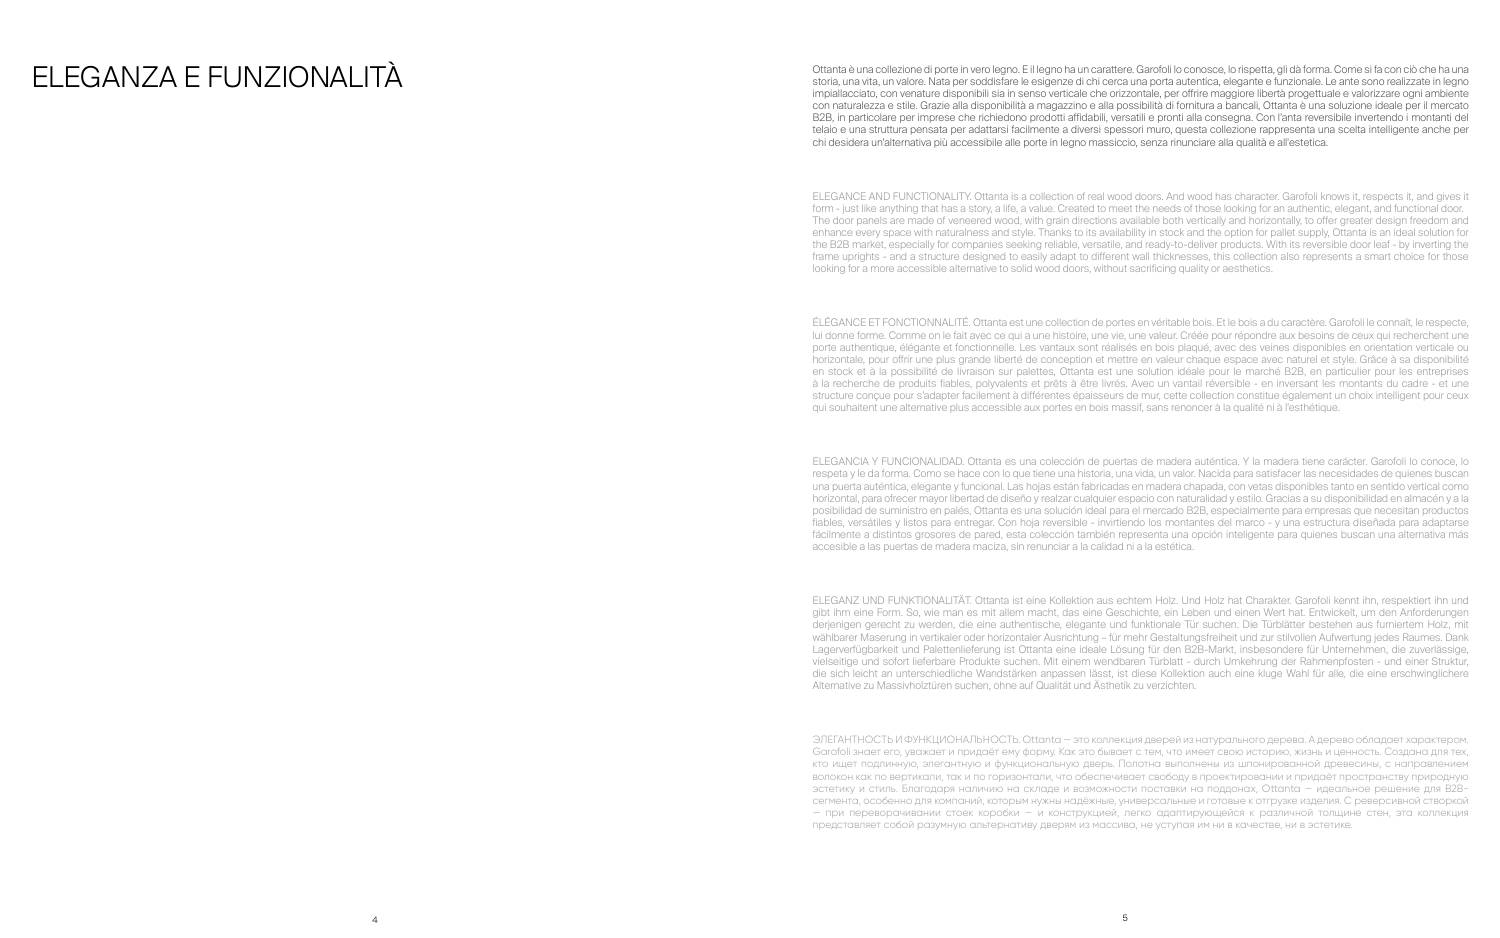 ELEGANZA E FUNZIONALITÀ
Ottanta è una collezione di porte in vero legno. E il legno ha un carattere. Garofoli lo conosce, lo rispetta, gli dà forma. Come si fa con ciò che ha una
storia, una vita, un valore. Nata per soddisfare le esigenze di chi cerca una porta autentica, elegante e funzionale. Le ante sono realizzate in legno
impiallacciato, con venature disponibili sia in senso verticale che orizzontale, per offrire maggiore libertà progettuale e valorizzare ogni ambiente
con naturalezza e stile. Grazie alla disponibilità a magazzino e alla possibilità di fornitura a bancali, Ottanta è una soluzione ideale per il mercato
B2B, in particolare per imprese che richiedono prodotti affidabili, versatili e pronti alla consegna. Con l'anta reversibile invertendo i montanti del
telaio e una struttura pensata per adattarsi facilmente a diversi spessori muro, questa collezione rappresenta una scelta intelligente anche per
chi desidera un'alternativa più accessibile alle porte in legno massiccio, senza rinunciare alla qualità e all'estetica.
ELEGANCE AND FUNCTIONALITY. Ottanta is a collection of real wood doors. And wood has character. Garofoli knows it, respects it, and gives it
form - just like anything that has a story, a life, a value. Created to meet the needs of those looking for an authentic, elegant, and functional door.
The door panels are made of veneered wood, with grain directions available both vertically and horizontally, to offer greater design freedom and
enhance every space with naturalness and style. Thanks to its availability in stock and the option for pallet supply, Ottanta is an ideal solution for
the B2B market, especially for companies seeking reliable, versatile, and ready-to-deliver products. With its reversible door leaf - by inverting the
frame uprights - and a structure designed to easily adapt to different wall thicknesses, this collection also represents a smart choice for those
looking for a more accessible alternative to solid wood doors, without sacrificing quality or aesthetics.
ÉLÉGANCE ET FONCTIONNALITÉ. Ottanta est une collection de portes en véritable bois. Et le bois a du caractère. Garofoli le connaît, le respecte,
lui donne forme. Comme on le fait avec ce qui a une histoire, une vie, une valeur. Créée pour répondre aux besoins de ceux qui recherchent une
porte authentique, élégante et fonctionnelle. Les vantaux sont réalisés en bois plaqué, avec des veines disponibles en orientation verticale ou
horizontale, pour offrir une plus grande liberté de conception et mettre en valeur chaque espace avec naturel et style. Grâce à sa disponibilité
en stock et à la possibilité de livraison sur palettes, Ottanta est une solution idéale pour le marché B2B, en particulier pour les entreprises
à la recherche de produits fiables, polyvalents et prêts à être livrés. Avec un vantail réversible - en inversant les montants du cadre - et une
structure conçue pour s'adapter facilement à différentes épaisseurs de mur, cette collection constitue également un choix intelligent pour ceux
qui souhaitent une alternative plus accessible aux portes en bois massif, sans renoncer à la qualité ni à l'esthétique.
ELEGANCIA Y FUNCIONALIDAD. Ottanta es una colección de puertas de madera auténtica. Y la madera tiene carácter. Garofoli lo conoce, lo
respeta y le da forma. Como se hace con lo que tiene una historia, una vida, un valor. Nacida para satisfacer las necesidades de quienes buscan
una puerta auténtica, elegante y funcional. Las hojas están fabricadas en madera chapada, con vetas disponibles tanto en sentido vertical como
horizontal, para ofrecer mayor libertad de diseño y realzar cualquier espacio con naturalidad y estilo. Gracias a su disponibilidad en almacén y a la
posibilidad de suministro en palés, Ottanta es una solución ideal para el mercado B2B, especialmente para empresas que necesitan productos
fiables, versátiles y listos para entregar. Con hoja reversible - invirtiendo los montantes del marco - y una estructura diseñada para adaptarse
fácilmente a distintos grosores de pared, esta colección también representa una opción inteligente para quienes buscan una alternativa más
accesible a las puertas de madera maciza, sin renunciar a la calidad ni a la estética.
ELEGANZ UND FUNKTIONALITÄT. Ottanta ist eine Kollektion aus echtem Holz. Und Holz hat Charakter. Garofoli kennt ihn, respektiert ihn und
gibt ihm eine Form. So, wie man es mit allem macht, das eine Geschichte, ein Leben und einen Wert hat. Entwickelt, um den Anforderungen
derjenigen gerecht zu werden, die eine authentische, elegante und funktionale Tür suchen. Die Türblätter bestehen aus furniertem Holz, mit
wählbarer Maserung in vertikaler oder horizontaler Ausrichtung – für mehr Gestaltungsfreiheit und zur stilvollen Aufwertung jedes Raumes. Dank
Lagerverfügbarkeit und Palettenlieferung ist Ottanta eine ideale Lösung für den B2B-Markt, insbesondere für Unternehmen, die zuverlässige,
vielseitige und sofort lieferbare Produkte suchen. Mit einem wendbaren Türblatt - durch Umkehrung der Rahmenpfosten - und einer Struktur,
die sich leicht an unterschiedliche Wandstärken anpassen lässt, ist diese Kollektion auch eine kluge Wahl für alle, die eine erschwinglichere
Alternative zu Massivholztüren suchen, ohne auf Qualität und Ästhetik zu verzichten.
ЭЛЕГАНТНОСТЬ И ФУНКЦИОНАЛЬНОСТЬ. Ottanta — это коллекция дверей из натурального дерева. А дерево обладает характером.
Garofoli знает его, уважает и придаёт ему форму. Как это бывает с тем, что имеет свою историю, жизнь и ценность. Создана для тех,
кто ищет подлинную, элегантную и функциональную дверь. Полотна выполнены из шпонированной древесины, с направлением
волокон как по вертикали, так и по горизонтали, что обеспечивает свободу в проектировании и придаёт пространству природную
эстетику и стиль. Благодаря наличию на складе и возможности поставки на поддонах, Ottanta — идеальное решение для B2B-
сегмента, особенно для компаний, которым нужны надёжные, универсальные и готовые к отгрузке изделия. С реверсивной створкой
— при переворачивании стоек коробки — и конструкцией, легко адаптирующейся к различной толщине стен, эта коллекция
представляет собой разумную альтернативу дверям из массива, не уступая им ни в качестве, ни в эстетике.
4
5